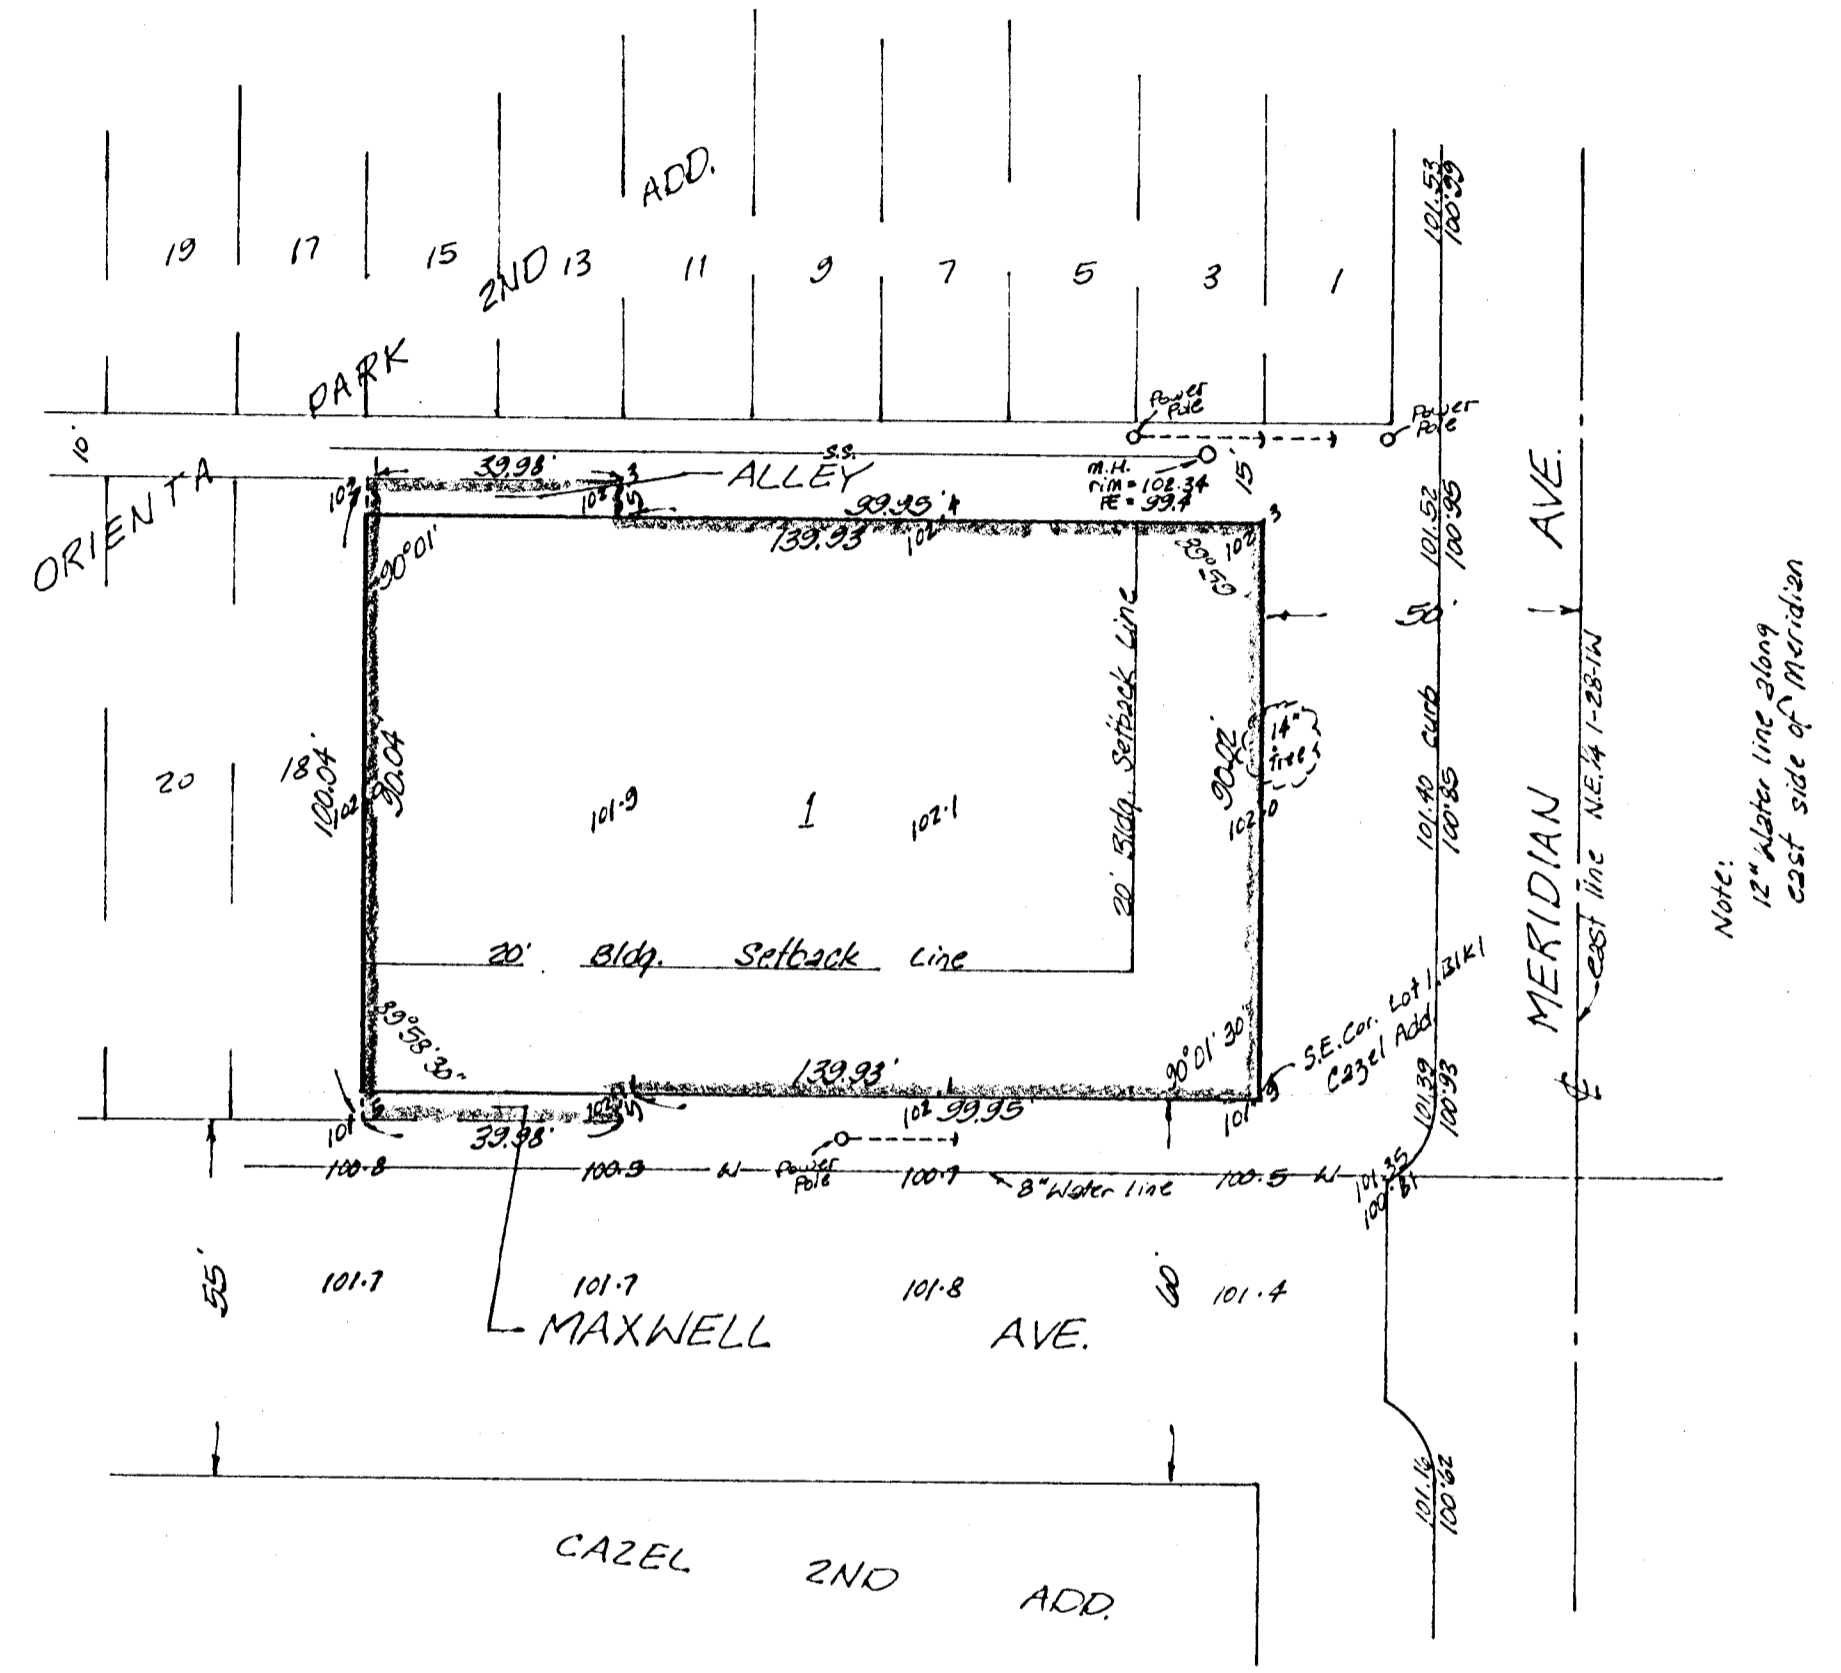 ORIENTA PARK 2ND ADD.
19
17
15
13
11
9
7
5
3
1
10'
Power
Pole
Power
Pole
S.S.
ALLEY
M.H.
rim = 102.34
FE = 99.4
15'
39.98'
99.95'
139.93'
90°01'
100.04'
90.04'
90.02'
20
18
101.9
1
102.1
102.0
14"
tree
20' Bldg. Setback Line
20' Bldg. Setback Line
89°58'30"
90°01'30"
139.93'
99.95'
39.98'
S.E. Cor. Lot 1, Blk 1
Cazel Add.
50'
101.53
100.99
101.52
100.95
101.40 curb
100.85
101.39
100.93
101.35
100.81
101.16
100.62
MERIDIAN AVE.
east line N.E.1/4 1-28-1W
Note:
12" Water line along
east side of Meridian
Power
Pole
100.8
100.9
W
100.7
8" Water line
100.5
W
55'
60'
101.7
101.7
101.8
101.4
MAXWELL AVE.
CAZEL 2ND ADD.